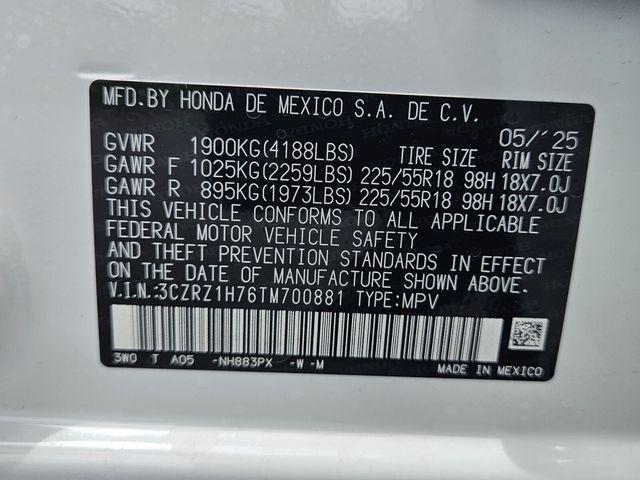 MFD.BY HONDA DE MEXICO S.A. DE C.V.
05/'25
GVWR 1900KG(4188LBS) TIRE SIZE RIM SIZE
GAWR F 1025KG(2259LBS) 225/55R18 98H 18X7.0J
GAWR R 895KG(1973LBS) 225/55R18 98H 18X7.0J
THIS VEHICLE CONFORMS TO ALL APPLICABLE
FEDERAL MOTOR VEHICLE SAFETY
AND THEFT PREVENTION STANDARDS IN EFFECT
ON THE DATE OF MANUFACTURE SHOWN ABOVE.
V.I.N.:3CZRZ1H76TM700881 TYPE:MPV
3W0 T A05 -NH883PX -W -M MADE IN MEXICO